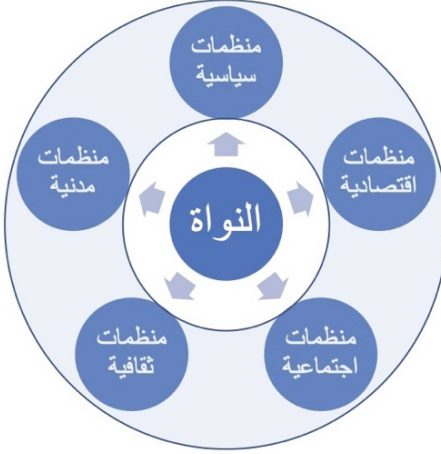 منظمات
سياسية
منظمات
اقتصادية
منظمات
مدنية
النواة
منظمات
اجتماعية
منظمات
ثقافية